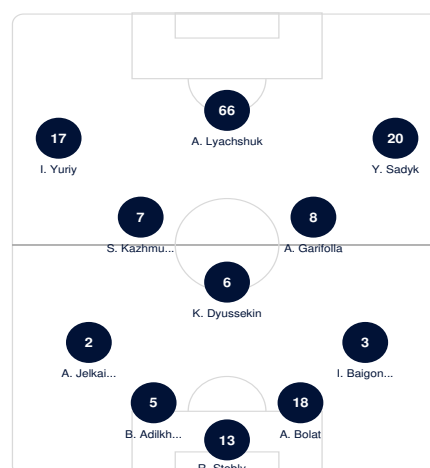 66
A. Lyachshuk
17
20
I. Yuriy
Y. Sadyk
7
8
S. Kazhmu...
A. Garifolla
6
K. Dyussekin
2
3
A. Jelkai...
I. Baigon...
5
18
B. Adilkh...
A. Bolat
13